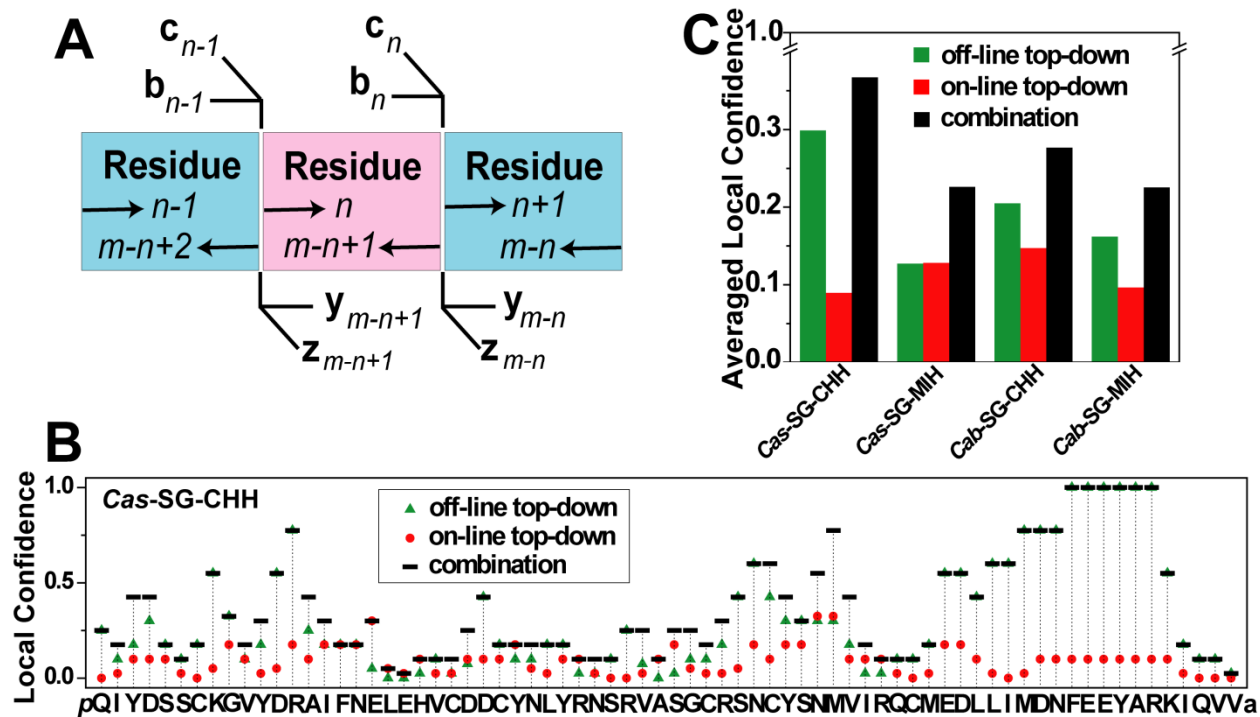 A
c n-1
b n-1
c n
b n
Residue
n-1
m-n+2
Residue
n
m-n+1
Residue
n+1
m-n
y m-n+1
z m-n+1
y m-n
z m-n
C
Averaged Local Confidence
1.0
0.3
0.2
0.1
0.0
off-line top-down
on-line top-down
combination
Cas-SG-CHH
Cas-SG-MIH
Cab-SG-CHH
Cab-SG-MIH
B
Local Confidence
1.0
0.5
0.0
Cas-SG-CHH
off-line top-down
on-line top-down
combination
pQIYDSSCKGVYDRAIFNELEHVCDDCYNLYRNSRVASGCRSNCYSNMVIRQCMEDLLIMDNFEEYARKIQVVa